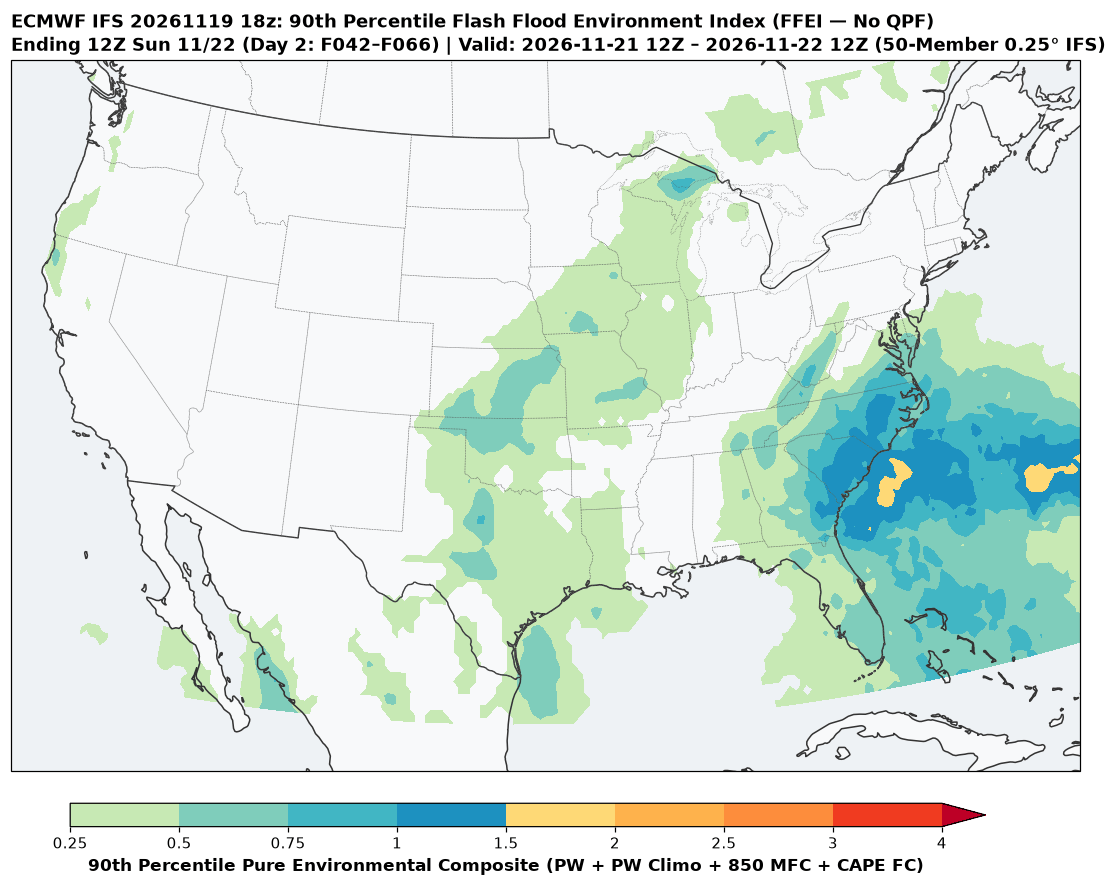 ECMWF IFS 20261119 18z: 90th Percentile Flash Flood Environment Index (FFEI — No QPF)
Ending 12Z Sun 11/22 (Day 2: F042–F066) | Valid: 2026-11-21 12Z – 2026-11-22 12Z (50-Member 0.25° IFS)
0.25 0.5 0.75 1 1.5 2 2.5 3 4
90th Percentile Pure Environmental Composite (PW + PW Climo + 850 MFC + CAPE FC)